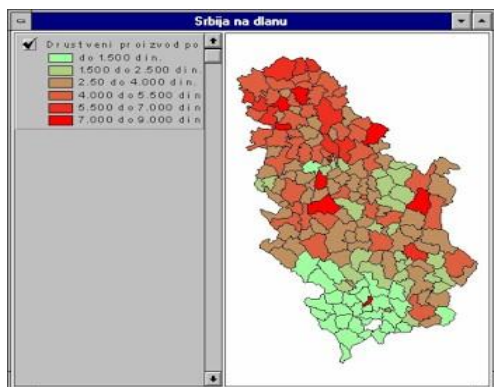 Srbija na dlanu
Drustveni proizvod po
do 1.500 din.
1.500 do 2.500 din.
2.50 do 4.000 din.
4.000 do 5.500 din
5.500 do 7.000 din
7.000 do 9.000 din